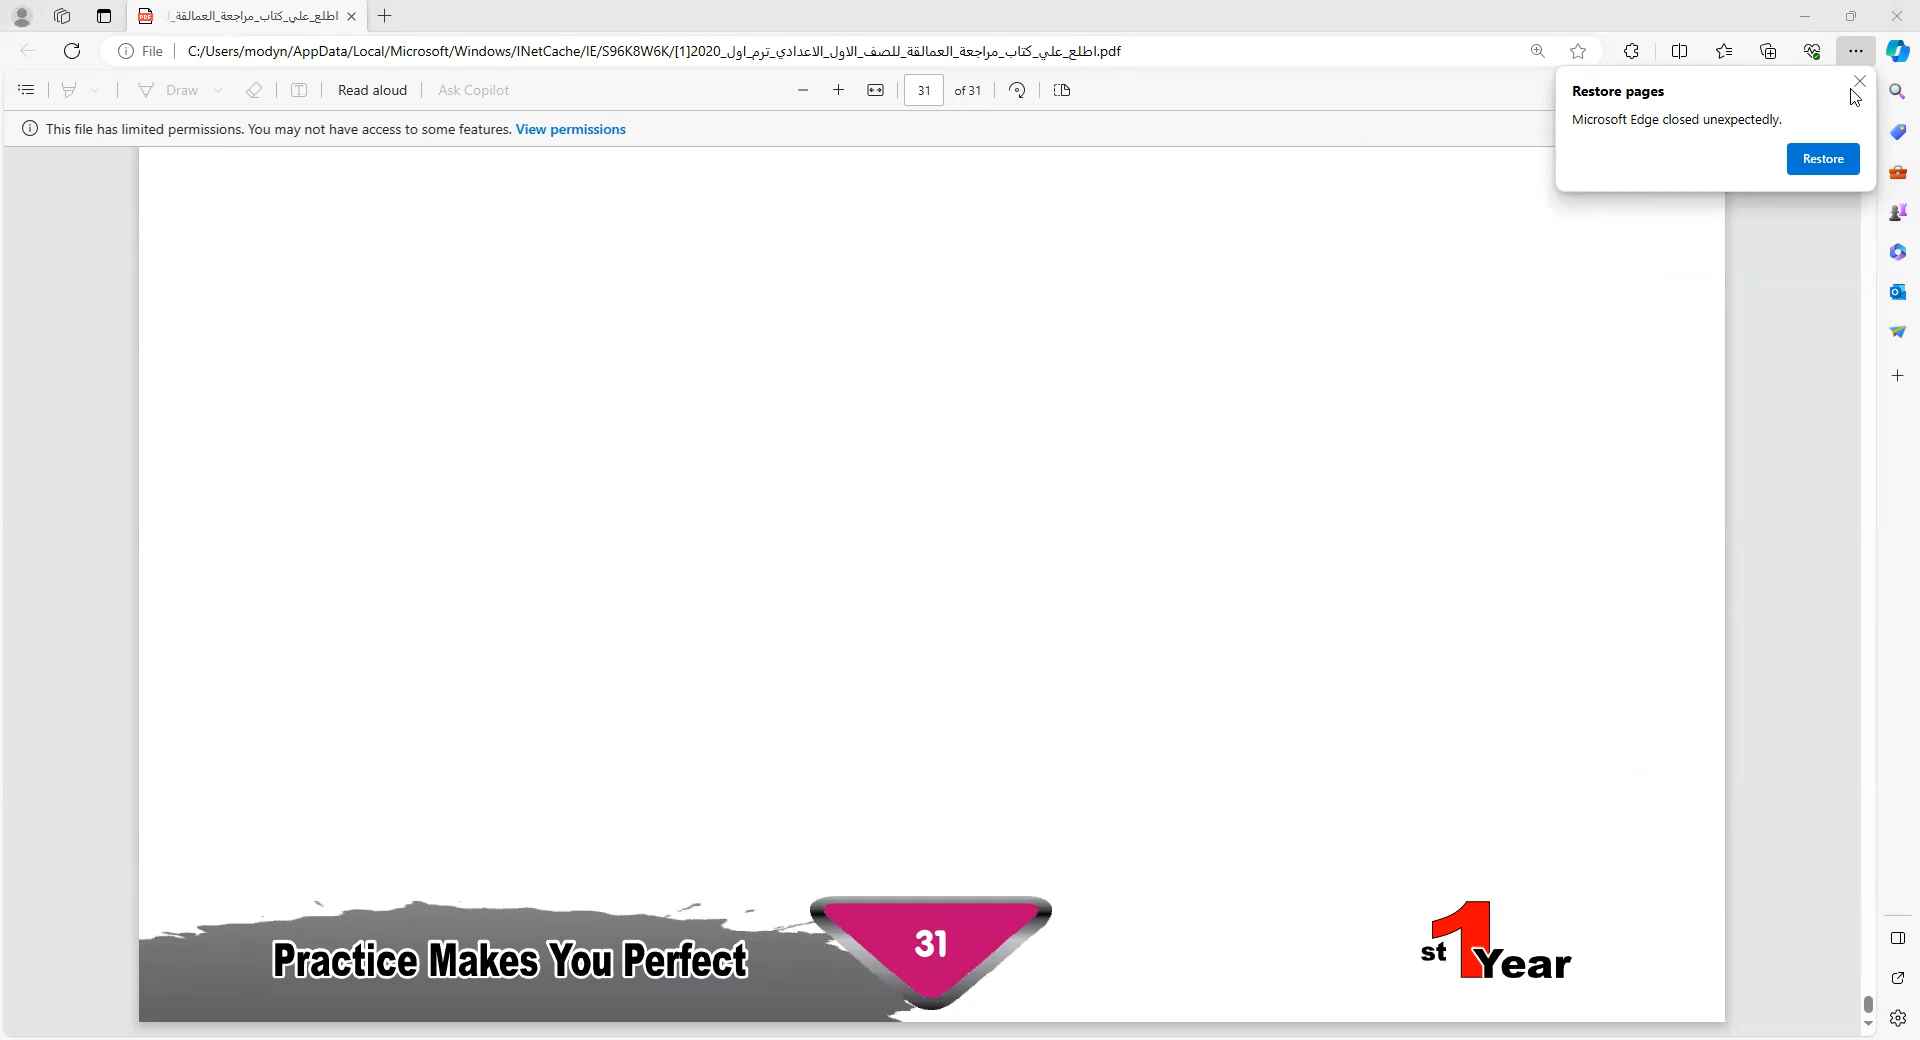 اطلع_علي_كتاب_مراجعة_العمالقة_ل
File
C:/Users/modyn/AppData/Local/Microsoft/Windows/INetCache/IE/S96K8W6K/[1]2020_اطلع_علي_كتاب_مراجعة_العمالقة_للصف_الاول_الاعدادي_ترم_اول.pdf
Draw
Read aloud
Ask Copilot
31
of 31
This file has limited permissions. You may not have access to some features. View permissions
Restore pages
Microsoft Edge closed unexpectedly.
Restore
Practice Makes You Perfect
31
1st Year